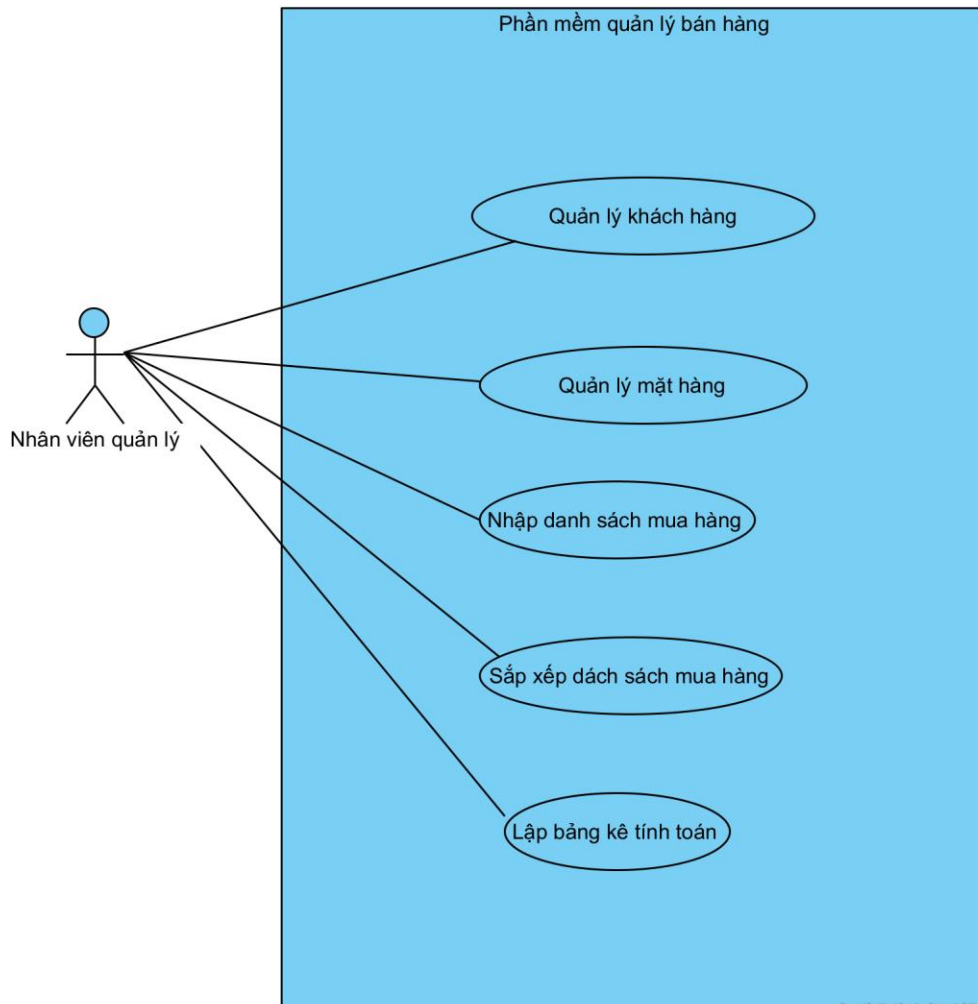 Phần mềm quản lý bán hàng
Quản lý khách hàng
Quản lý mặt hàng
Nhân viên quản lý
Nhập danh sách mua hàng
Sắp xếp dách sách mua hàng
Lập bảng kê tính toán